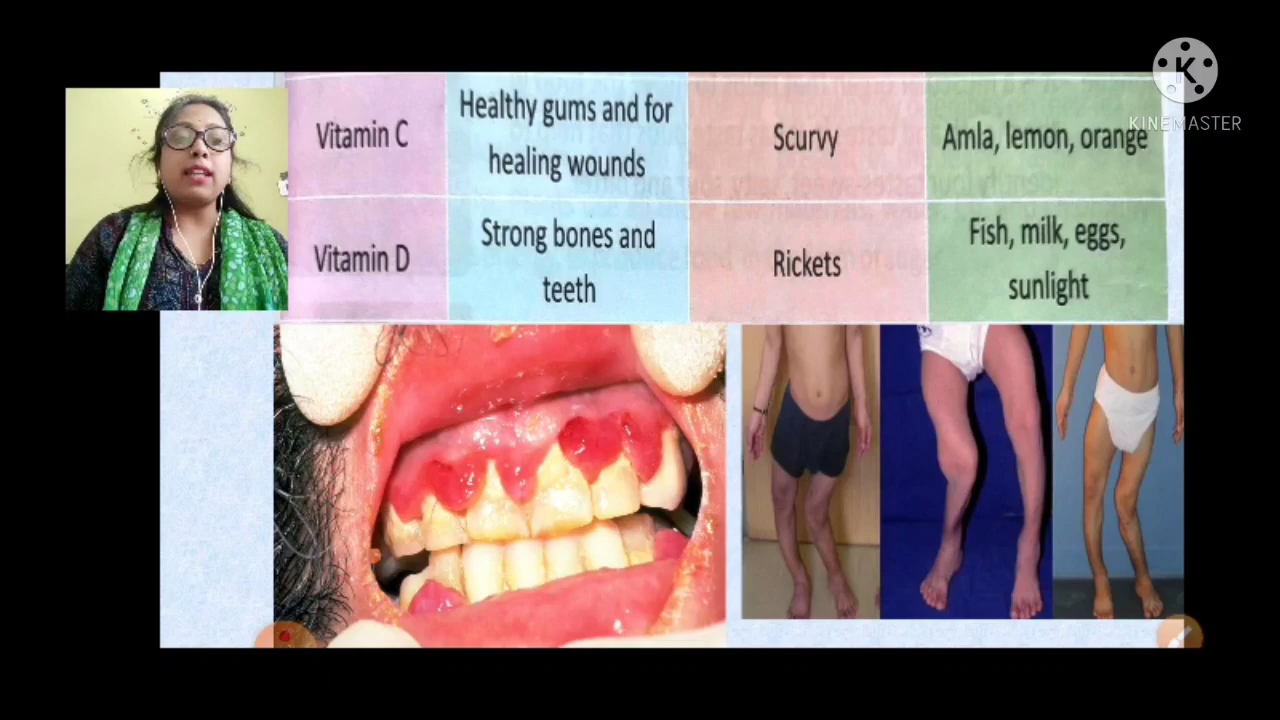 Vitamin C
Healthy gums and for
healing wounds
Scurvy
Amla, lemon, orange
Vitamin D
Strong bones and
teeth
Rickets
Fish, milk, eggs,
sunlight
K
KINEMASTER